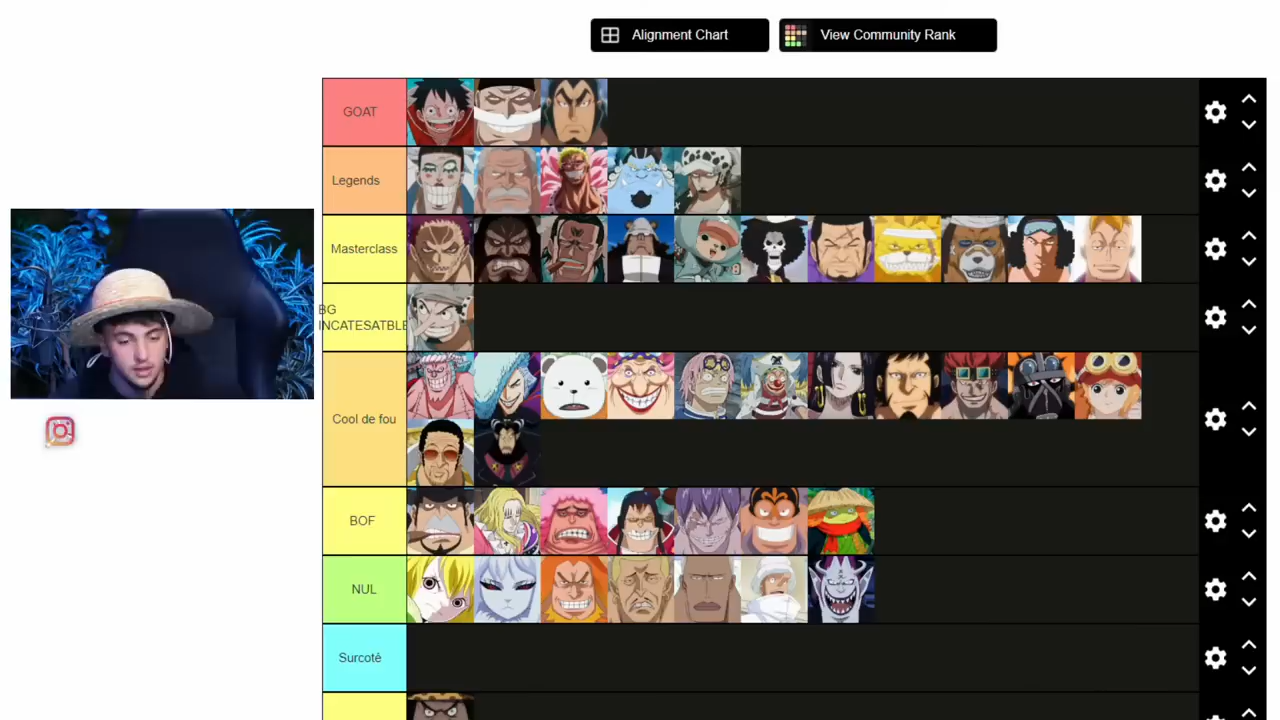 Alignment Chart
View Community Rank
GOAT
Legends
Masterclass
BG
INCATESATBLE
Cool de fou
BOF
NUL
Surcoté